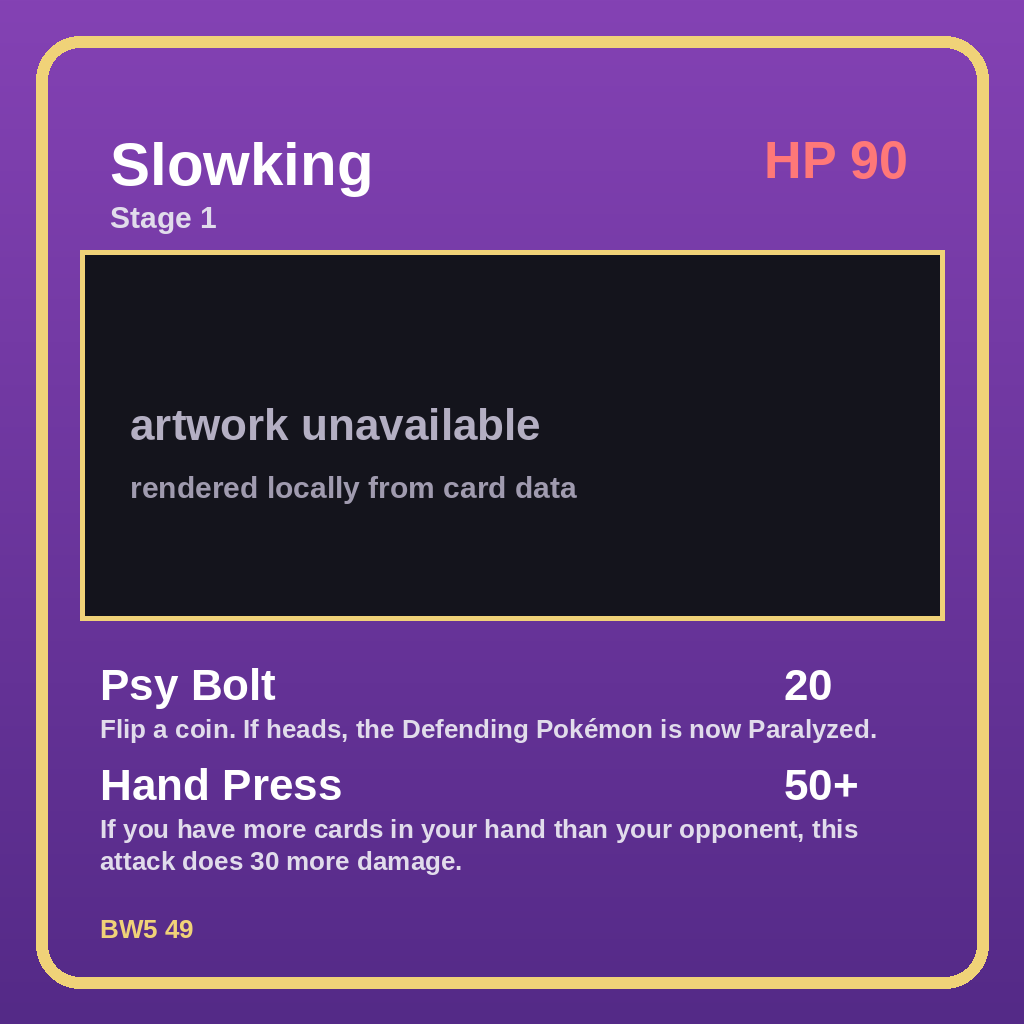 Slowking
HP 90
Stage 1
artwork unavailable
rendered locally from card data
Psy Bolt
20
Flip a coin. If heads, the Defending Pokémon is now Paralyzed.
Hand Press
50+
If you have more cards in your hand than your opponent, this
attack does 30 more damage.
BW5 49